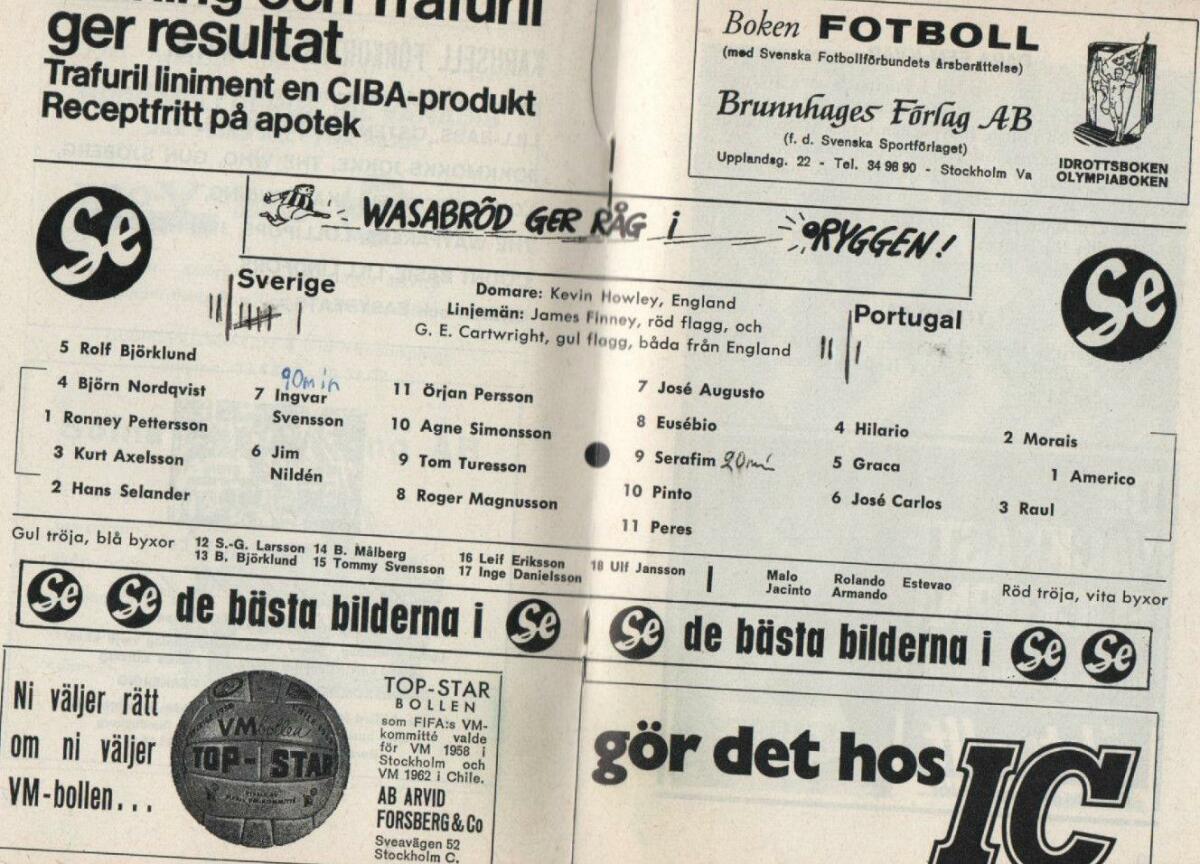 ger resultat
Trafuril liniment en CIBA-produkt
Receptfritt på apotek
Boken FOTBOLL
(med Svenska Fotbollförbundets årsberättelse)
Brunnhages Förlag AB
(f. d. Svenska Sportförlaget)
Upplandsg. 22 - Tel. 34 96 90 - Stockholm Va
IDROTTSBOKEN
OLYMPIABOKEN
Se
WASABRÖD GER RÅG i RYGGEN!
Se
Sverige
Domare: Kevin Howley, England
Linjemän: James Finney, röd flagg, och
G. E. Cartwright, gul flagg, båda från England
Portugal
5 Rolf Björklund
4 Björn Nordqvist
1 Ronney Pettersson
3 Kurt Axelsson
2 Hans Selander
90min
7 Ingvar
Svensson
6 Jim
Nildén
11 Örjan Persson
10 Agne Simonsson
9 Tom Turesson
8 Roger Magnusson
7 José Augusto
8 Eusébio
9 Serafim 20mi
10 Pinto
11 Peres
4 Hilario
5 Graca
6 José Carlos
2 Morais
1 Americo
3 Raul
Gul tröja, blå byxor
12 S.-G. Larsson 14 B. Målberg 16 Leif Eriksson 18 Ulf Jansson
13 B. Björklund 15 Tommy Svensson 17 Inge Danielsson
Malo Rolando Estevao
Jacinto Armando
Röd tröja, vita byxor
Se Se de bästa bilderna i Se
Se de bästa bilderna i Se Se
Ni väljer rätt
om ni väljer
VM-bollen...
VMbollen
TOP-STAR
TOP-STAR
BOLLEN
som FIFA:s VM-
kommitté valde
för VM 1958 i
Stockholm och
VM 1962 i Chile.
AB ARVID
FORSBERG & Co
Sveavägen 52
Stockholm C.
gör det hos IC